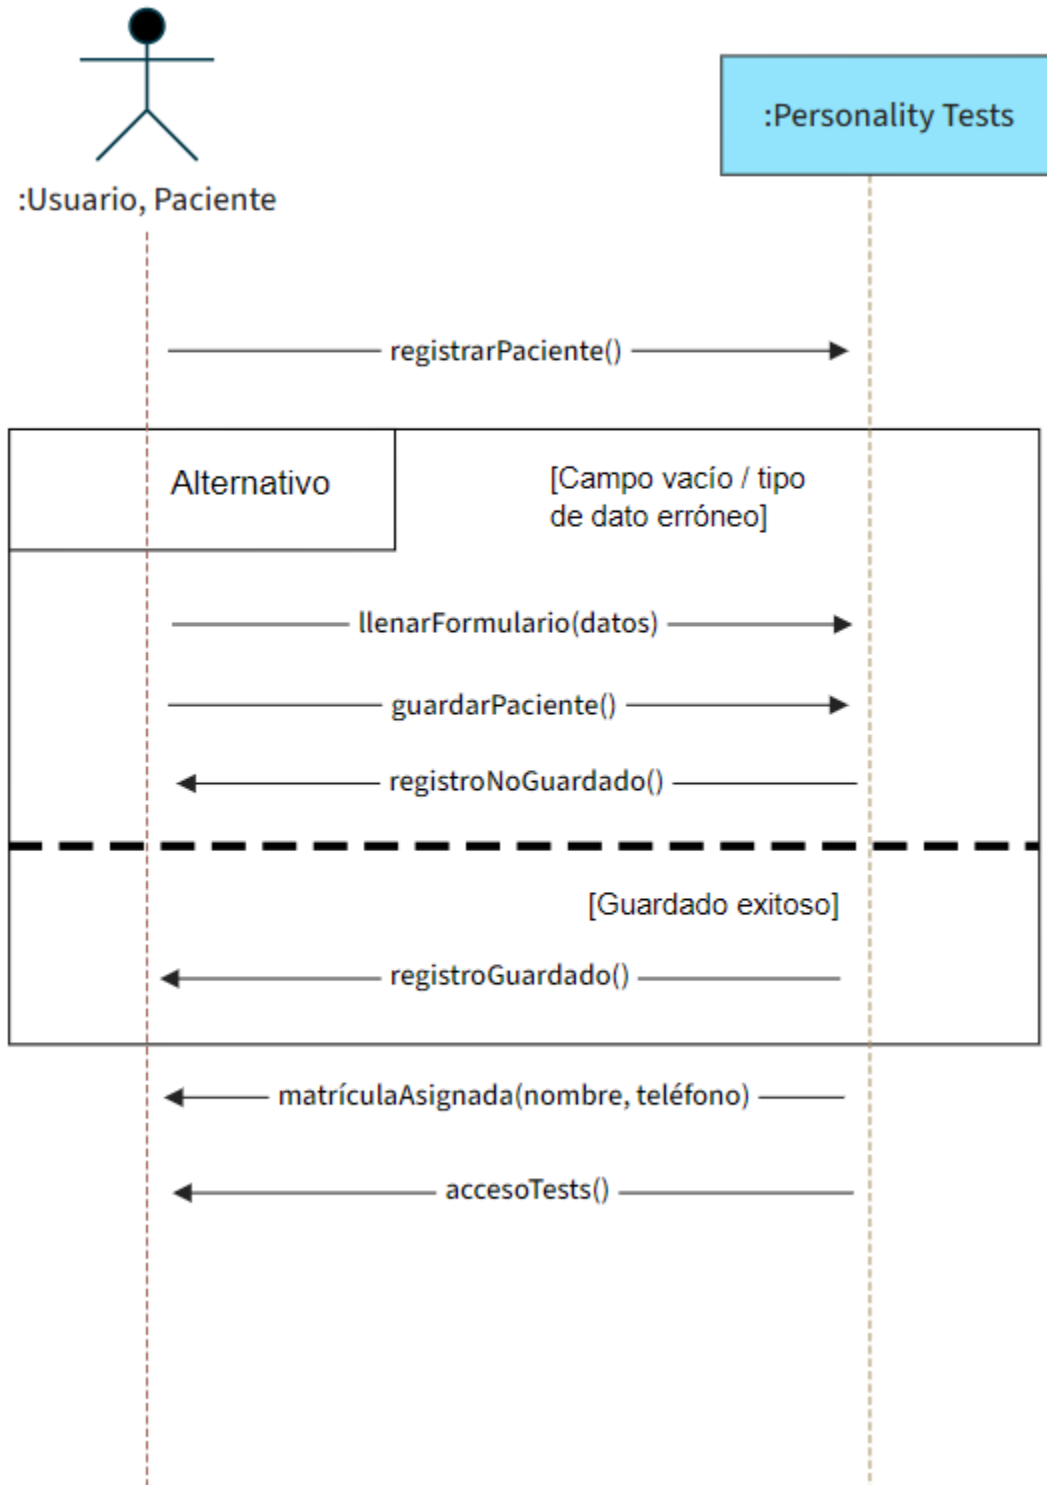 :Personality Tests
:Usuario, Paciente
registrarPaciente()
Alternativo
[Campo vacío / tipo
de dato erróneo]
llenarFormulario(datos)
guardarPaciente()
registroNoGuardado()
[Guardado exitoso]
registroGuardado()
matrículaAsignada(nombre, teléfono)
accesoTests()